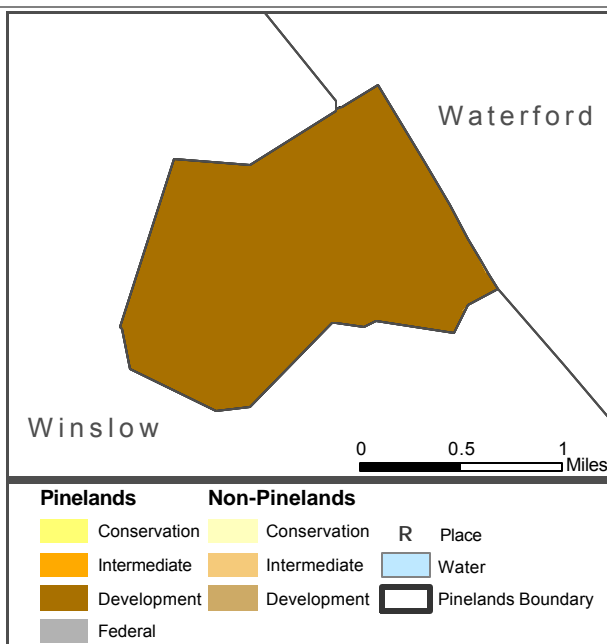 Waterford
Winslow
0 0.5 1
Miles
Pinelands Non-Pinelands
Conservation Conservation R Place
Intermediate Intermediate Water
Development Development Pinelands Boundary
Federal